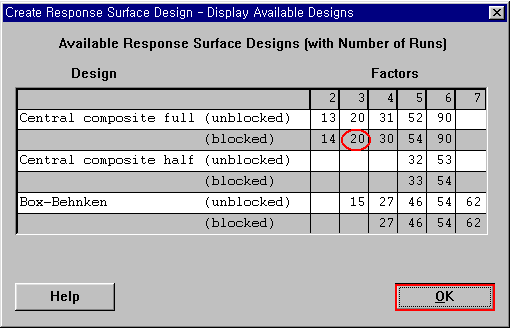 Create Response Surface Design - Display Available Designs
Available Response Surface Designs (with Number of Runs)
Design Factors
2 3 4 5 6 7
Central composite full (unblocked) 13 20 31 52 90
(blocked) 14 20 30 54 90
Central composite half (unblocked) 32 53
(blocked) 33 54
Box-Behnken (unblocked) 15 27 46 54 62
(blocked) 27 46 54 62
Help OK